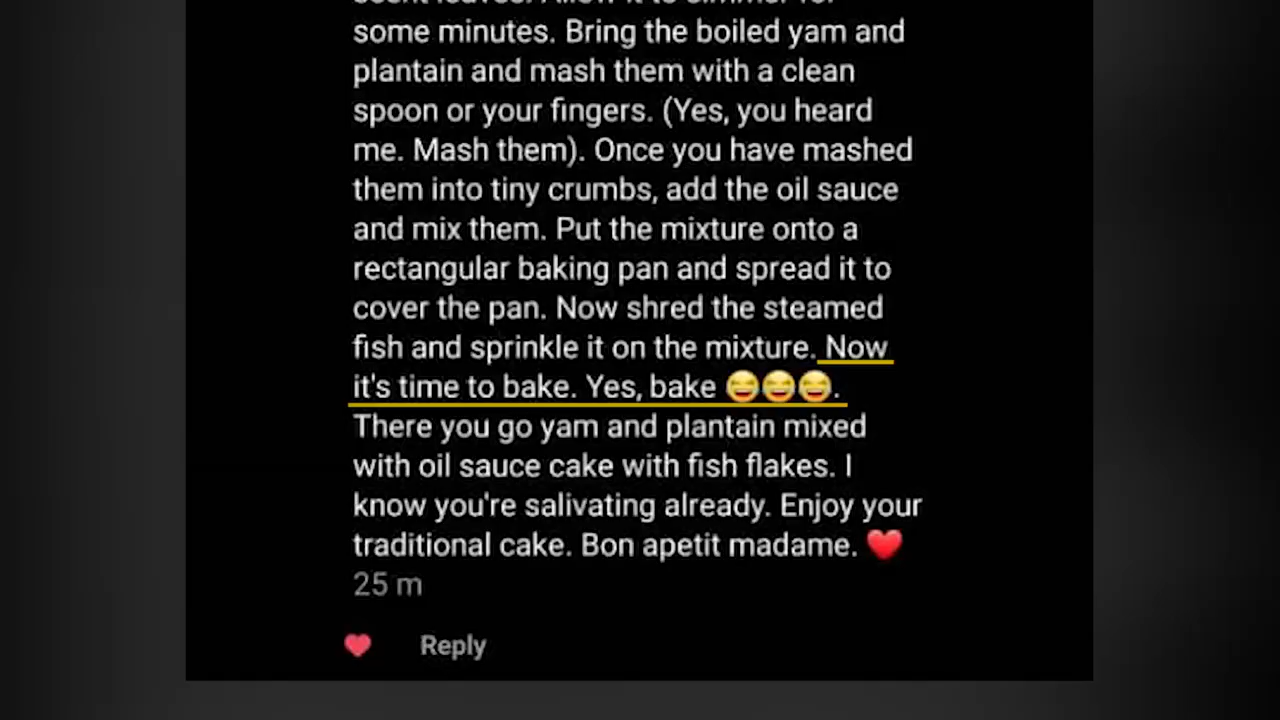 some minutes. Bring the boiled yam and
plantain and mash them with a clean
spoon or your fingers. (Yes, you heard
me. Mash them). Once you have mashed
them into tiny crumbs, add the oil sauce
and mix them. Put the mixture onto a
rectangular baking pan and spread it to
cover the pan. Now shred the steamed
fish and sprinkle it on the mixture. Now
it's time to bake. Yes, bake 😂😂😂.
There you go yam and plantain mixed
with oil sauce cake with fish flakes. I
know you're salivating already. Enjoy your
traditional cake. Bon apetit madame. ❤️
25 m
Reply